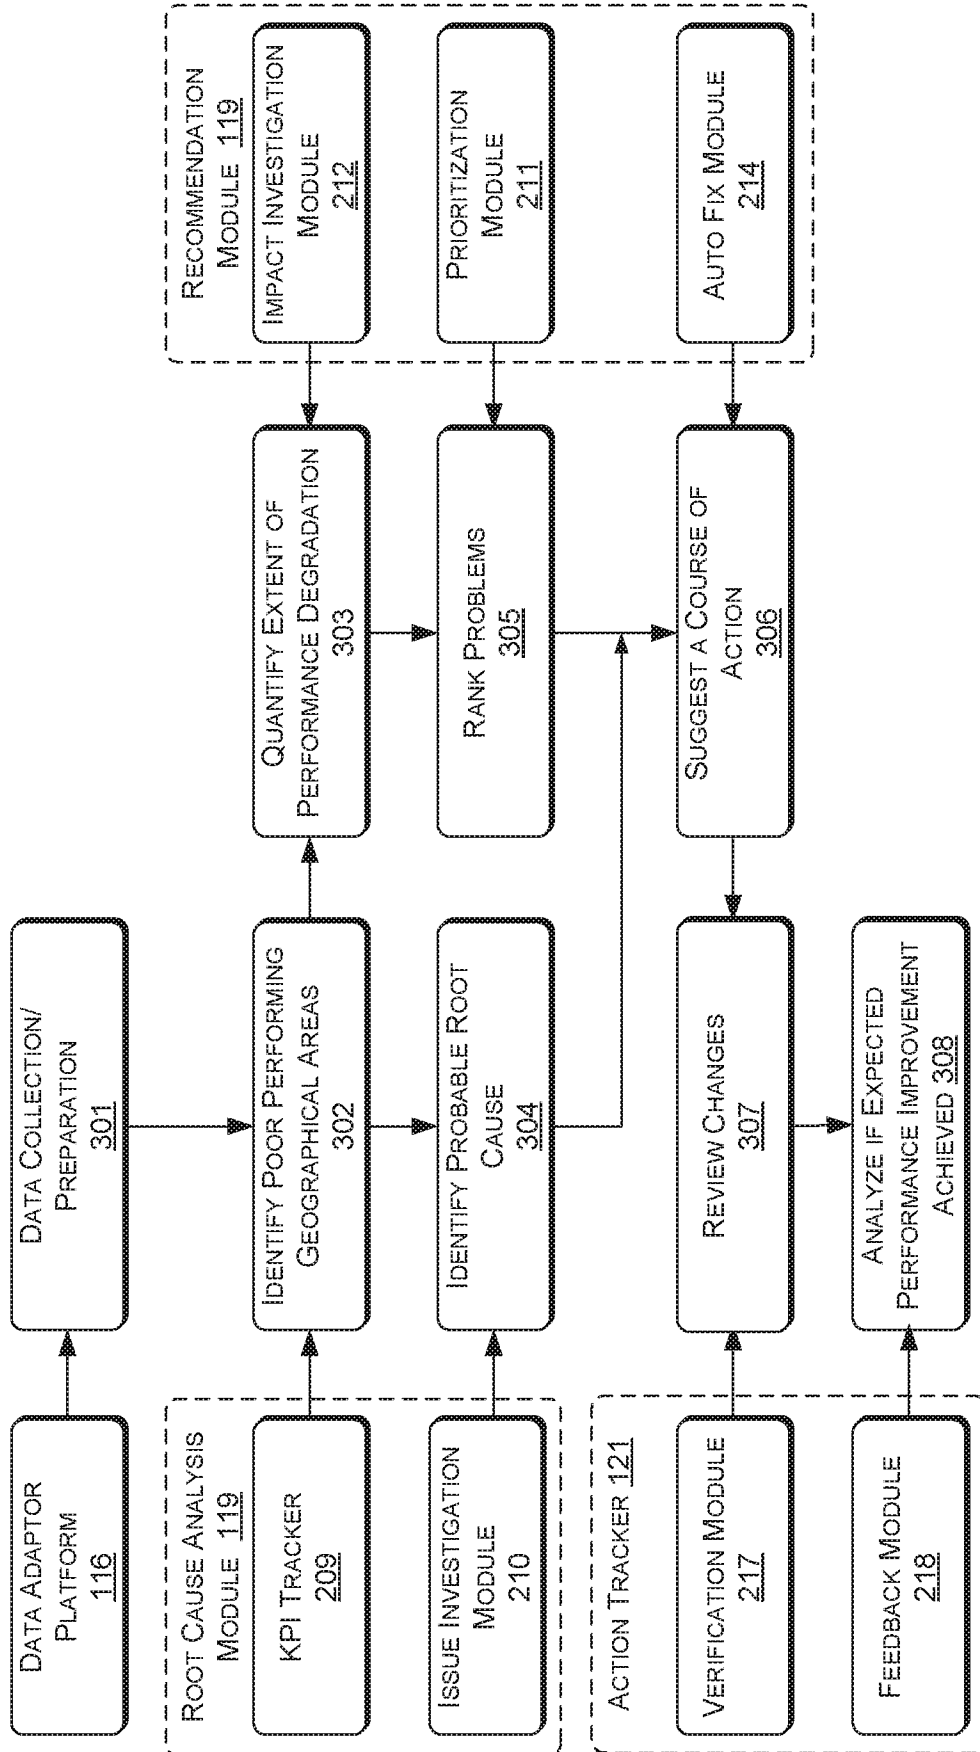 DATA ADAPTOR
PLATFORM
116
DATA COLLECTION/
PREPARATION
301
ROOT CAUSE ANALYSIS
MODULE 119
KPI TRACKER
209
IDENTIFY POOR PERFORMING
GEOGRAPHICAL AREAS
302
QUANTIFY EXTENT OF
PERFORMANCE DEGRADATION
303
RECOMMENDATION
MODULE 119
IMPACT INVESTIGATION
MODULE
212
ISSUE INVESTIGATION
MODULE
210
IDENTIFY PROBABLE ROOT
CAUSE
304
RANK PROBLEMS
305
PRIORITIZATION
MODULE
211
ACTION TRACKER 121
VERIFICATION MODULE
217
REVIEW CHANGES
307
SUGGEST A COURSE OF
ACTION
306
AUTO FIX MODULE
214
FEEDBACK MODULE
218
ANALYZE IF EXPECTED
PERFORMANCE IMPROVEMENT
ACHIEVED 308